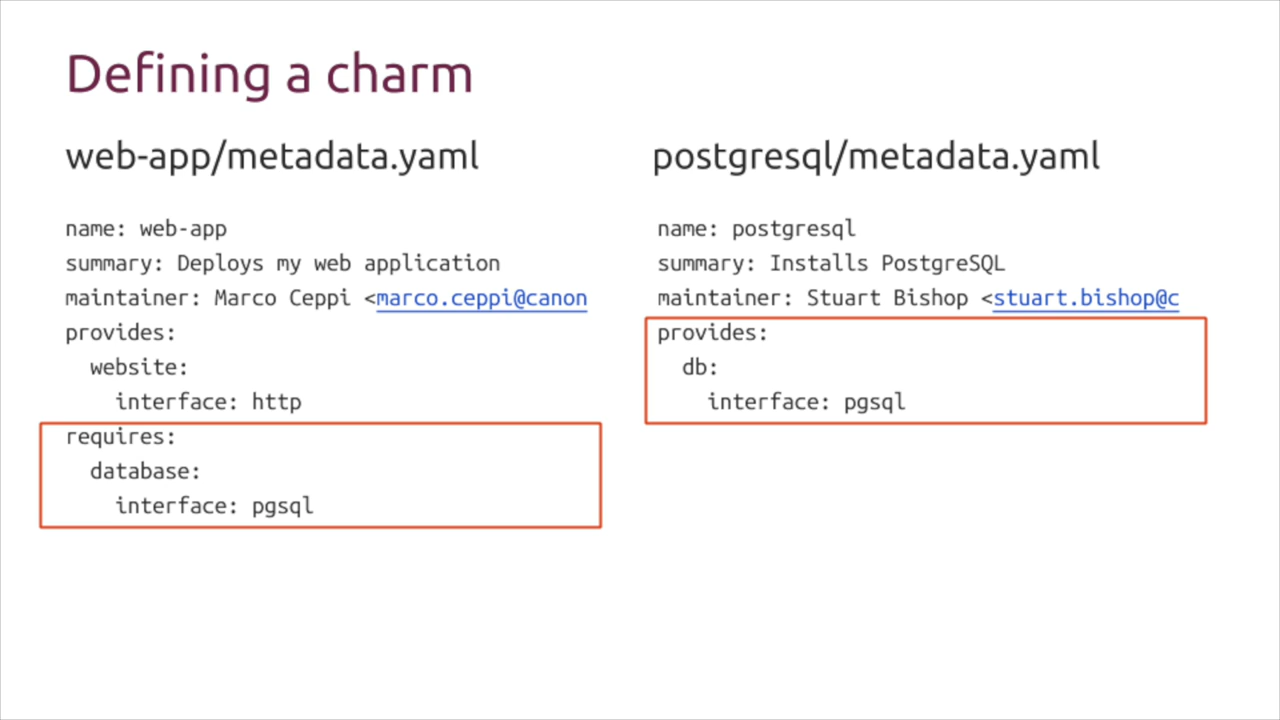 Defining a charm
web-app/metadata.yaml
name: web-app
summary: Deploys my web application
maintainer: Marco Ceppi <marco.ceppi@canon
provides:
  website:
    interface: http
requires:
  database:
    interface: pgsql
postgresql/metadata.yaml
name: postgresql
summary: Installs PostgreSQL
maintainer: Stuart Bishop <stuart.bishop@c
provides:
  db:
    interface: pgsql